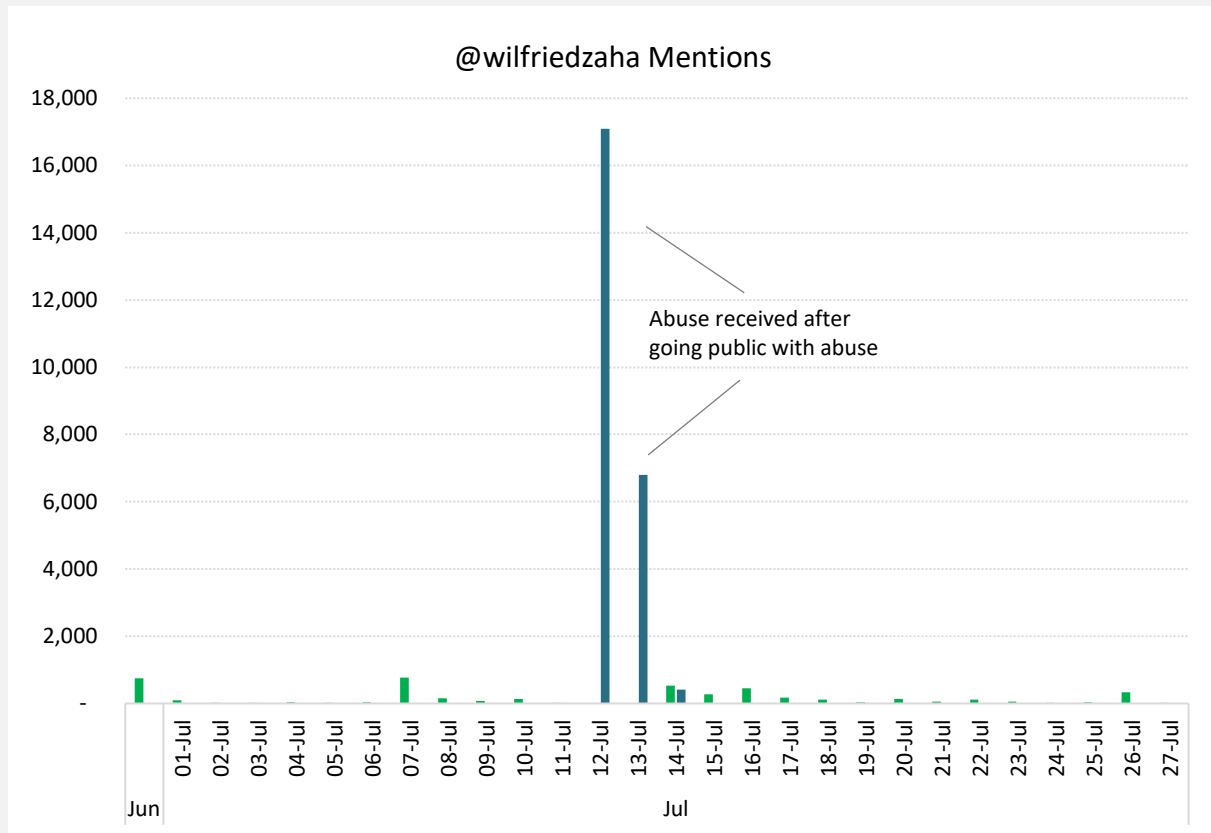 @wilfriedzaha Mentions
18,000
16,000
14,000
12,000
10,000
8,000
6,000
4,000
2,000
-
Abuse received after
going public with abuse
01-Jul
02-Jul
03-Jul
04-Jul
05-Jul
06-Jul
07-Jul
08-Jul
09-Jul
10-Jul
11-Jul
12-Jul
13-Jul
14-Jul
15-Jul
16-Jul
17-Jul
18-Jul
19-Jul
20-Jul
21-Jul
22-Jul
23-Jul
24-Jul
25-Jul
26-Jul
27-Jul
Jun
Jul